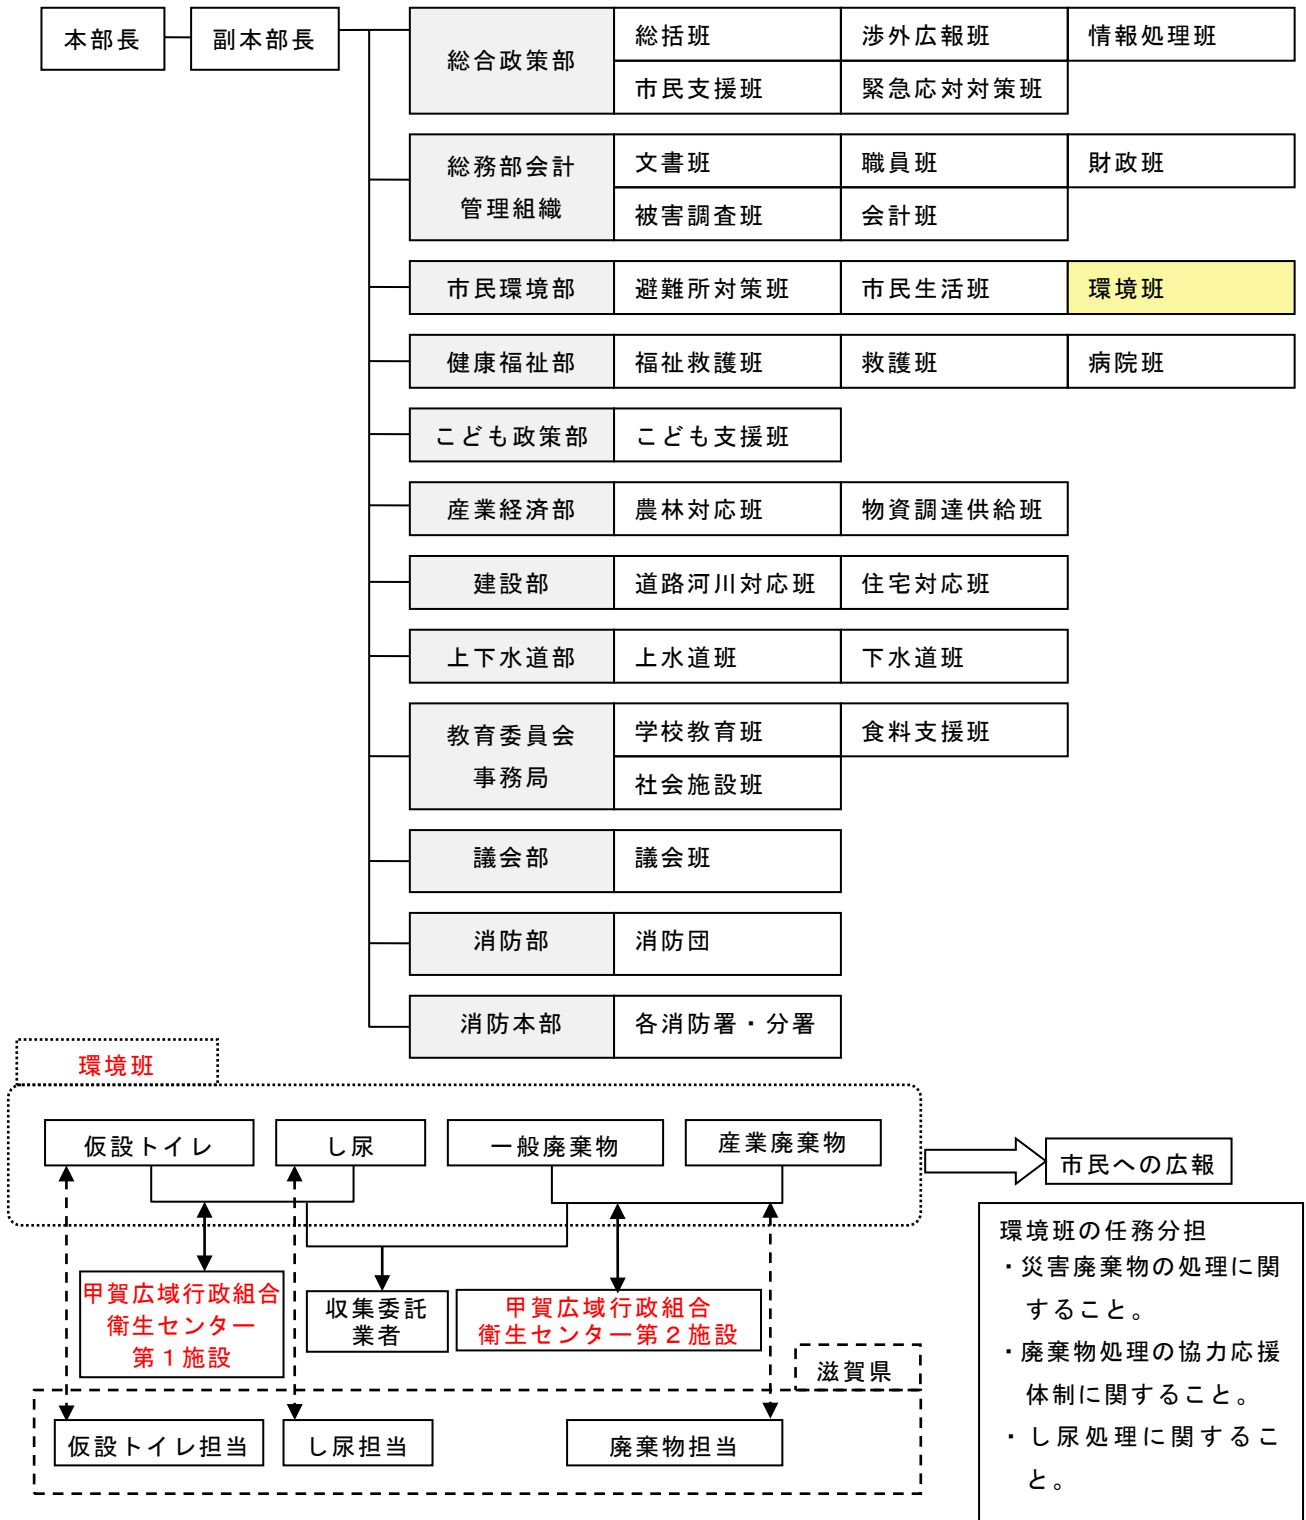 本部長
副本部長
総合政策部
総括班
渉外広報班
情報処理班
市民支援班
緊急応対対策班
総務部会計
管理組織
文書班
職員班
財政班
被害調査班
会計班
市民環境部
避難所対策班
市民生活班
環境班
健康福祉部
福祉救護班
救護班
病院班
こども政策部
こども支援班
産業経済部
農林対応班
物資調達供給班
建設部
道路河川対応班
住宅対応班
上下水道部
上水道班
下水道班
教育委員会
事務局
学校教育班
食料支援班
社会施設班
議会部
議会班
消防部
消防団
消防本部
各消防署・分署
環境班
仮設トイレ
し尿
一般廃棄物
産業廃棄物
市民への広報
甲賀広域行政組合
衛生センター
第１施設
収集委託
業者
甲賀広域行政組合
衛生センター第２施設
滋賀県
仮設トイレ担当
し尿担当
廃棄物担当
環境班の任務分担
・災害廃棄物の処理に関
すること。
・廃棄物処理の協力応援
体制に関すること。
・し尿処理に関するこ
と。